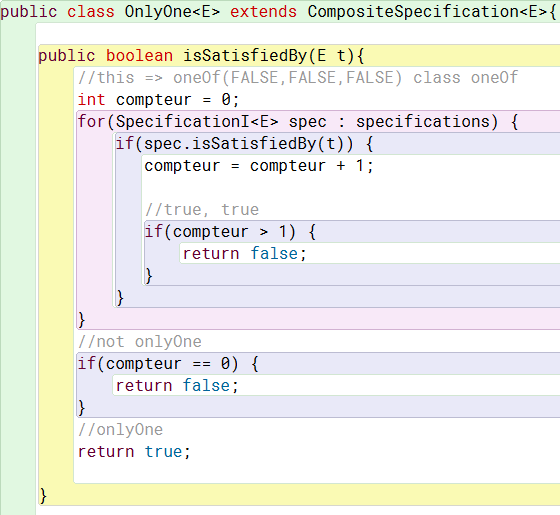 public class OnlyOne<E> extends CompositeSpecification<E>{
public boolean isSatisfiedBy(E t){
//this => oneOf(FALSE,FALSE,FALSE) class oneOf
int compteur = 0;
for(SpecificationI<E> spec : specifications) {
if(spec.isSatisfiedBy(t)) {
compteur = compteur + 1;
//true, true
if(compteur > 1) {
return false;
}
}
}
//not onlyOne
if(compteur == 0) {
return false;
}
//onlyOne
return true;
}